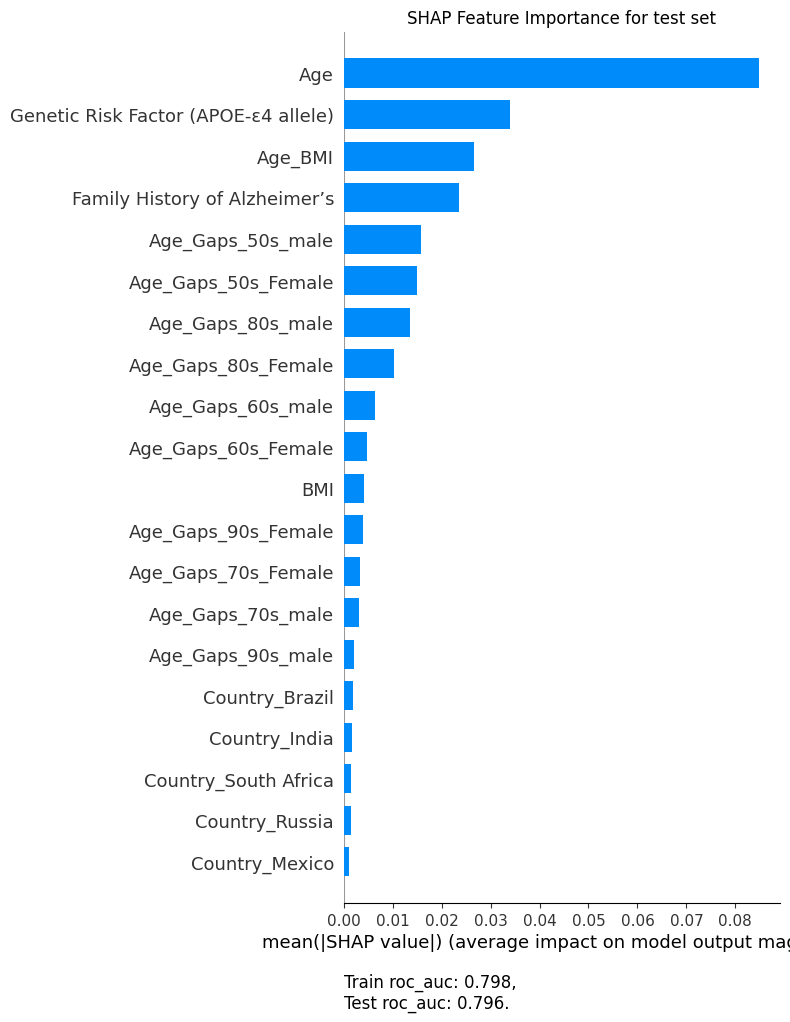 SHAP Feature Importance for test set
Age
Genetic Risk Factor (APOE-ε4 allele)
Age_BMI
Family History of Alzheimer’s
Age_Gaps_50s_male
Age_Gaps_50s_Female
Age_Gaps_80s_male
Age_Gaps_80s_Female
Age_Gaps_60s_male
Age_Gaps_60s_Female
BMI
Age_Gaps_90s_Female
Age_Gaps_70s_Female
Age_Gaps_70s_male
Age_Gaps_90s_male
Country_Brazil
Country_India
Country_South Africa
Country_Russia
Country_Mexico
0.00 0.01 0.02 0.03 0.04 0.05 0.06 0.07 0.08
mean(|SHAP value|) (average impact on model output mag
Train roc_auc: 0.798,
Test roc_auc: 0.796.